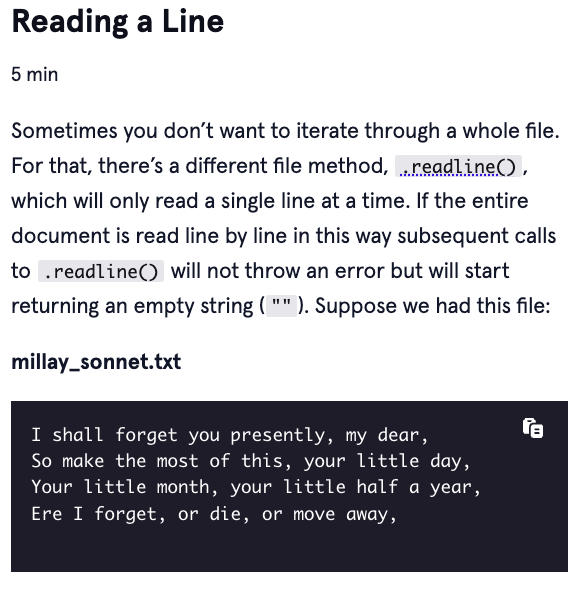 Reading a Line
5 min
Sometimes you don’t want to iterate through a whole file.
For that, there’s a different file method, .readline(),
which will only read a single line at a time. If the entire
document is read line by line in this way subsequent calls
to .readline() will not throw an error but will start
returning an empty string (""). Suppose we had this file:
millay_sonnet.txt
I shall forget you presently, my dear,
So make the most of this, your little day,
Your little month, your little half a year,
Ere I forget, or die, or move away,